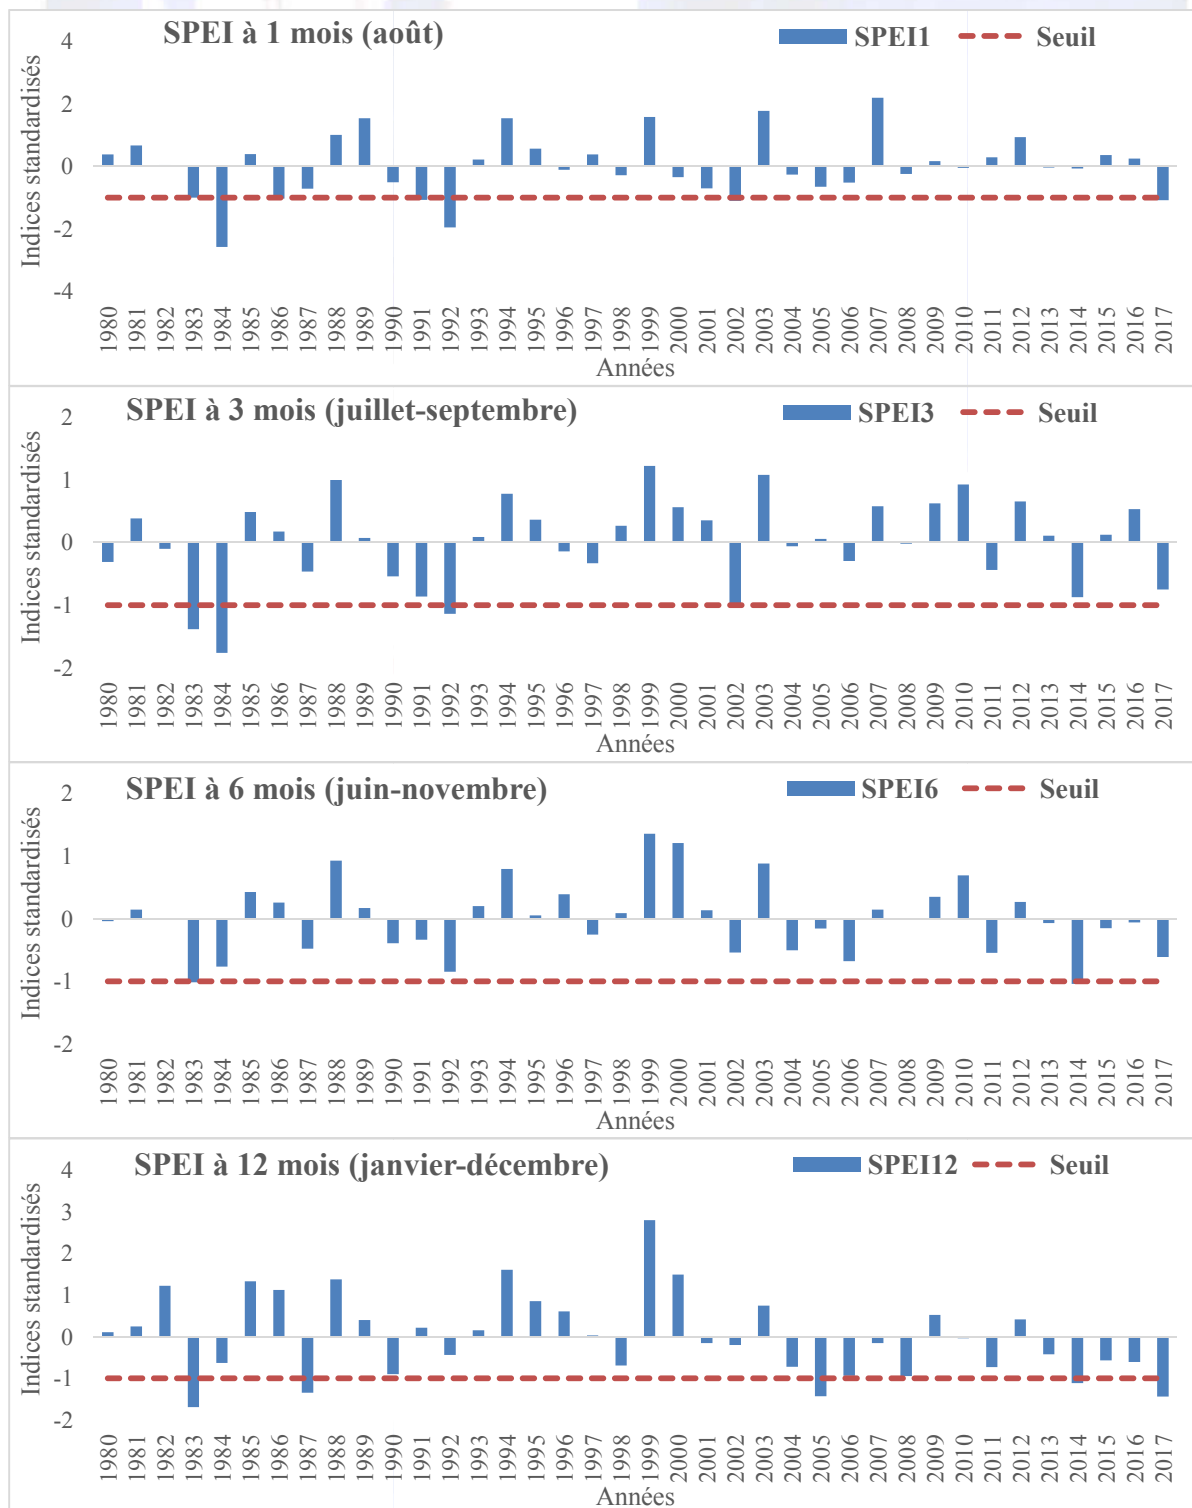 SPEI à 1 mois (août)
SPEI1
Seuil
Indices standardisés
4
2
0
-2
-4
1980 1981 1982 1983 1984 1985 1986 1987 1988 1989 1990 1991 1992 1993 1994 1995 1996 1997 1998 1999 2000 2001 2002 2003 2004 2005 2006 2007 2008 2009 2010 2011 2012 2013 2014 2015 2016 2017
Années
SPEI à 3 mois (juillet-septembre)
SPEI3
Seuil
Indices standardisés
2
1
0
-1
-2
1980 1981 1982 1983 1984 1985 1986 1987 1988 1989 1990 1991 1992 1993 1994 1995 1996 1997 1998 1999 2000 2001 2002 2003 2004 2005 2006 2007 2008 2009 2010 2011 2012 2013 2014 2015 2016 2017
Années
SPEI à 6 mois (juin-novembre)
SPEI6
Seuil
Indices standardisés
2
1
0
-1
-2
1980 1981 1982 1983 1984 1985 1986 1987 1988 1989 1990 1991 1992 1993 1994 1995 1996 1997 1998 1999 2000 2001 2002 2003 2004 2005 2006 2007 2008 2009 2010 2011 2012 2013 2014 2015 2016 2017
Années
SPEI à 12 mois (janvier-décembre)
SPEI12
Seuil
Indices standardisés
4
3
2
1
0
-1
-2
1980 1981 1982 1983 1984 1985 1986 1987 1988 1989 1990 1991 1992 1993 1994 1995 1996 1997 1998 1999 2000 2001 2002 2003 2004 2005 2006 2007 2008 2009 2010 2011 2012 2013 2014 2015 2016 2017
Années